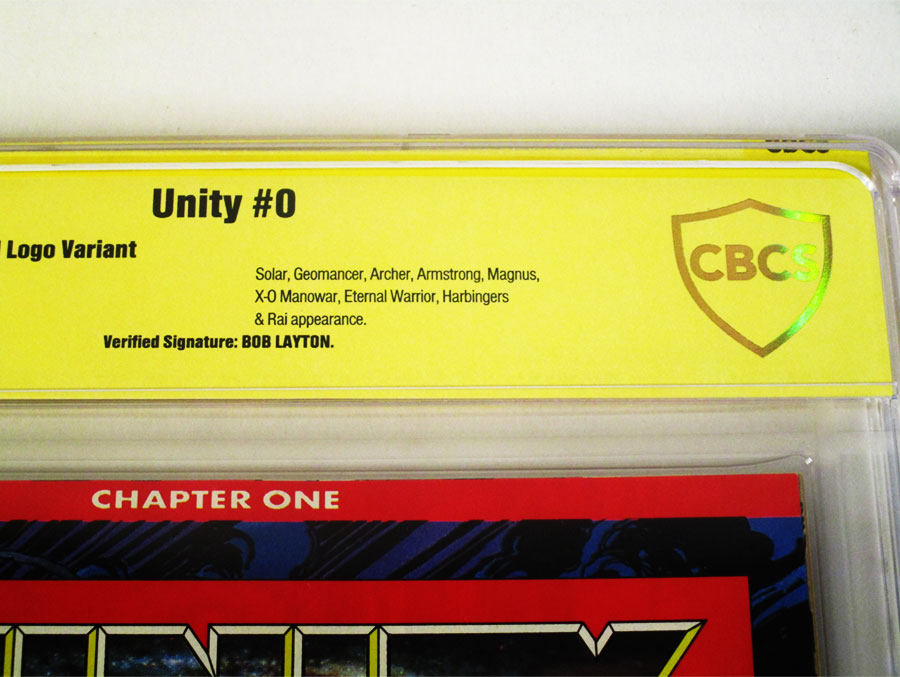 CBCS
Unity #0
Logo Variant
CBCS
Solar, Geomancer, Archer, Armstrong, Magnus,
X-O Manowar, Eternal Warrior, Harbingers
& Rai appearance.
Verified Signature: BOB LAYTON.
CHAPTER ONE